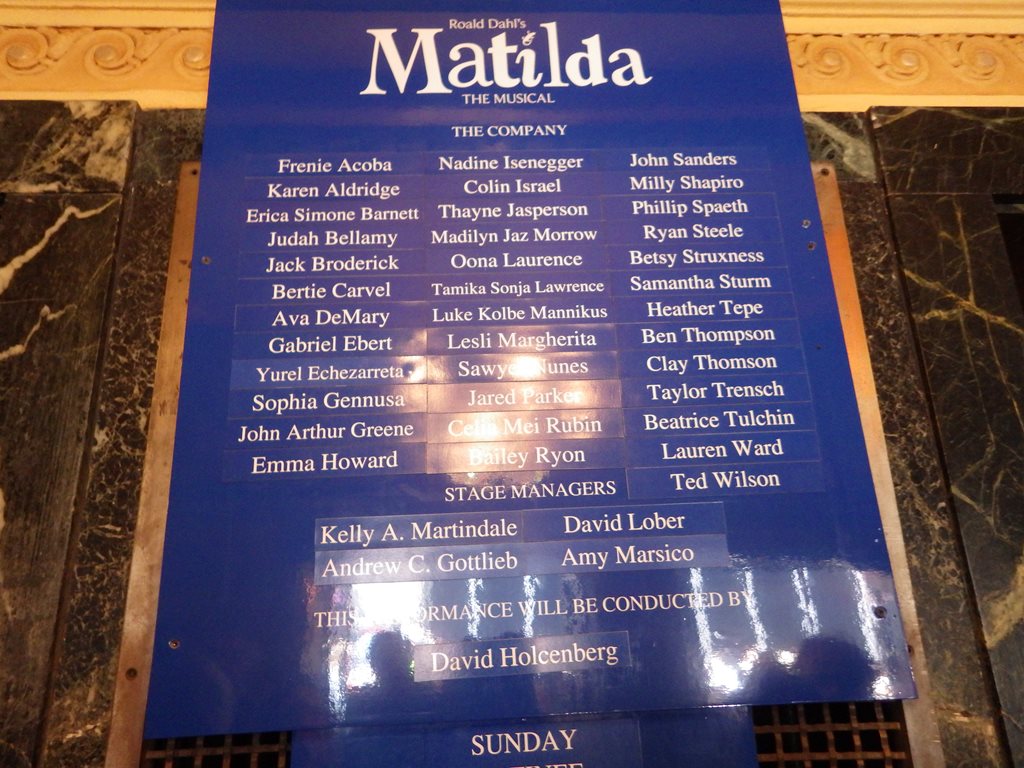 Roald Dahl's
Matilda
THE MUSICAL
THE COMPANY
Frenie Acoba
Karen Aldridge
Erica Simone Barnett
Judah Bellamy
Jack Broderick
Bertie Carvel
Ava DeMary
Gabriel Ebert
Yurel Echezarreta
Sophia Gennusa
John Arthur Greene
Emma Howard
Nadine Isenegger
Colin Israel
Thayne Jasperson
Madilyn Jaz Morrow
Oona Laurence
Tamika Sonja Lawrence
Luke Kolbe Mannikus
Lesli Margherita
Sawyer Nunes
Jared Parker
Celia Mei Rubin
Bailey Ryon
John Sanders
Milly Shapiro
Phillip Spaeth
Ryan Steele
Betsy Struxness
Samantha Sturm
Heather Tepe
Ben Thompson
Clay Thomson
Taylor Trensch
Beatrice Tulchin
Lauren Ward
Ted Wilson
STAGE MANAGERS
Kelly A. Martindale
David Lober
Andrew C. Gottlieb
Amy Marsico
THIS PERFORMANCE WILL BE CONDUCTED BY
David Holcenberg
SUNDAY